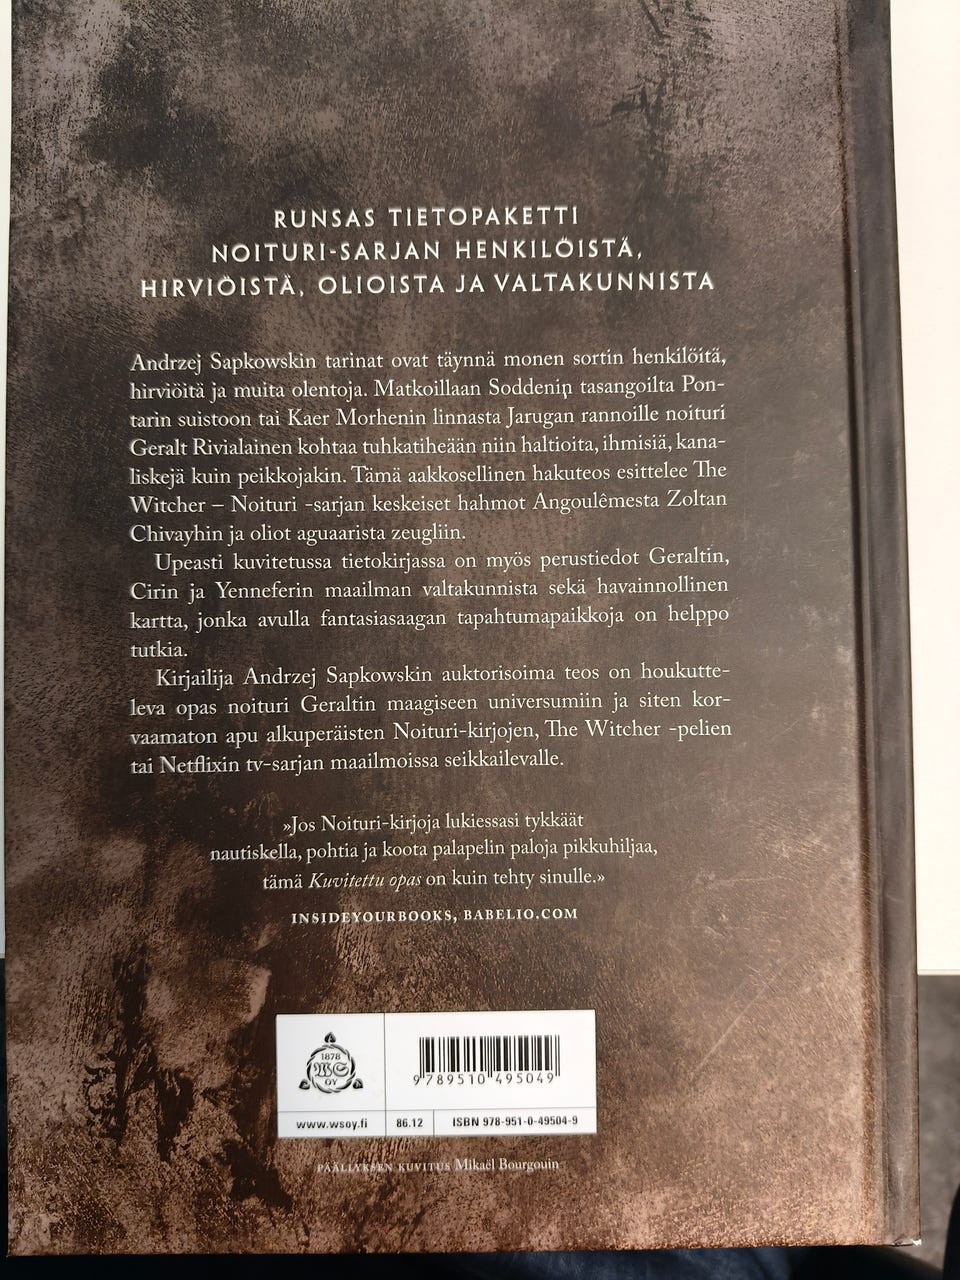 RUNSAS TIETOPAKETTI
NOITURI-SARJAN HENKILÖISTÄ,
HIRVIÖISTÄ, OLIOISTA JA VALTAKUNNISTA
Andrzej Sapkowskin tarinat ovat täynnä monen sortin henkilöitä,
hirviöitä ja muita olentoja. Matkoillaan Soddenin tasangoilta Pon-
tarin suistoon tai Kaer Morhenin linnasta Jarugan rannoille noituri
Geralt Rivialainen kohtaa tuhkatiheään niin haltioita, ihmisiä, kana-
liskejä kuin peikkojakin. Tämä aakkosellinen hakuteos esittelee The
Witcher – Noituri -sarjan keskeiset hahmot Angoulêmesta Zoltan
Chivayhin ja oliot aguaarista zeugliin.
Upeasti kuvitetussa tietokirjassa on myös perustiedot Geraltin,
Cirin ja Yenneferin maailman valtakunnista sekä havainnollinen
kartta, jonka avulla fantasiasaagan tapahtumapaikkoja on helppo
tutkia.
Kirjailija Andrzej Sapkowskin auktorisoima teos on houkutte-
leva opas noituri Geraltin maagiseen universumiin ja siten kor-
vaamaton apu alkuperäisten Noituri-kirjojen, The Witcher -pelien
tai Netflixin tv-sarjan maailmoissa seikkailevalle.
»Jos Noituri-kirjoja lukiessasi tykkäät
nautiskella, pohtia ja koota palapelin paloja pikkuhiljaa,
tämä Kuvitettu opas on kuin tehty sinulle.»
INSIDEYOURBOOKS, BABELIO.COM
1878
WS
OY
9 789510 495049
www.wsoy.fi 86.12 ISBN 978-951-0-49504-9
PÄÄLLYKSEN KUVITUS Mikaël Bourgouin